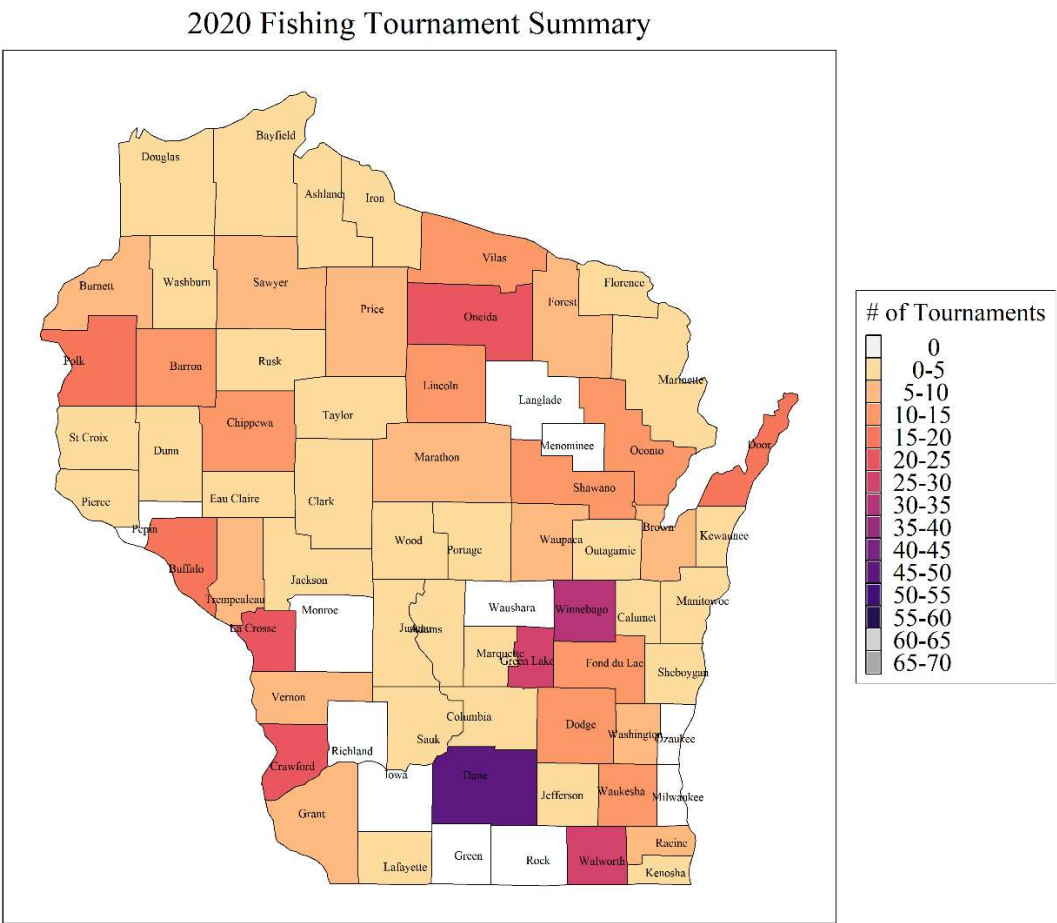 2020 Fishing Tournament Summary
Bayfield
Douglas
Ashland
Iron
Vilas
Washburn
Sawyer
Burnett
Florence
Forest
Price
Oneida
Polk
Barron
Rusk
Marinette
Lincoln
Langlade
Taylor
Chippewa
St Croix
Dunn
Menominee
Door
Oconto
Marathon
Shawano
Pierce
Eau Claire
Clark
Pepin
Wood
Portage
Waupaca
Outagamie
Brown
Kewaunee
Buffalo
Jackson
Trempealeau
Monroe
Waushara
Winnebago
Calumet
Manitowoc
La Crosse
Juneau
Adams
Marquette
Green Lake
Fond du Lac
Sheboygan
Vernon
Columbia
Sauk
Dodge
Washington
Ozaukee
Richland
Crawford
Iowa
Dane
Jefferson
Waukesha
Milwaukee
Grant
Racine
Lafayette
Green
Rock
Walworth
Kenosha
# of Tournaments
0
0-5
5-10
10-15
15-20
20-25
25-30
30-35
35-40
40-45
45-50
50-55
55-60
60-65
65-70